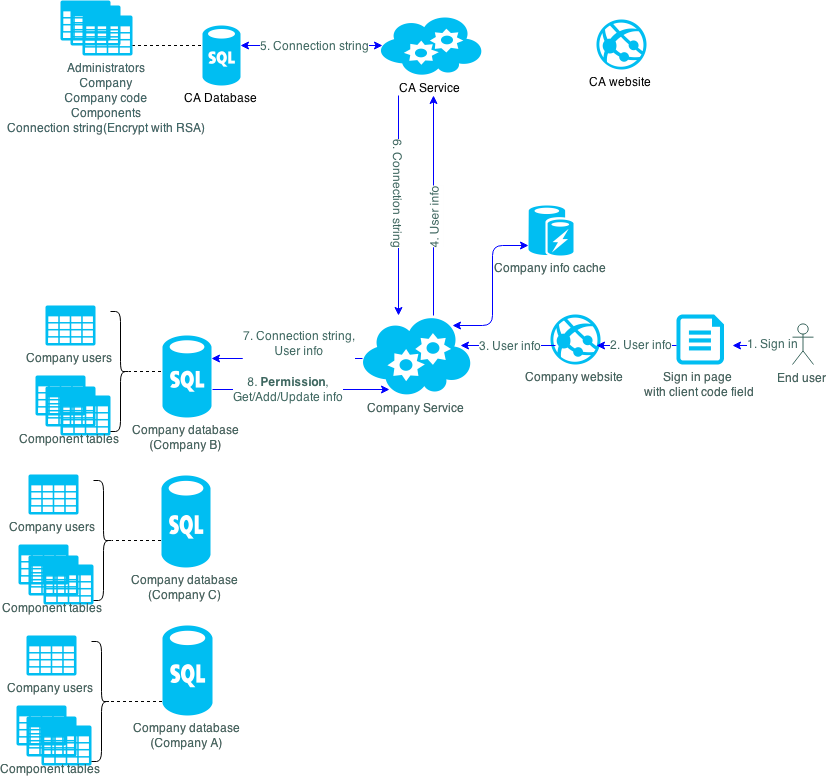 SQL
5. Connection string
Administrators
Company
Company code
Components
Connection string(Encrypt with RSA)
CA Database
CA Service
CA website
6. Connection string
4. User info
Company info cache
Company users
Component tables
SQL
Company database
(Company B)
7. Connection string,
User info
8. Permission,
Get/Add/Update info
Company Service
3. User info
Company website
2. User info
Sign in page
with client code field
1. Sign in
End user
Company users
Component tables
SQL
Company database
(Company C)
Company users
Component tables
SQL
Company database
(Company A)